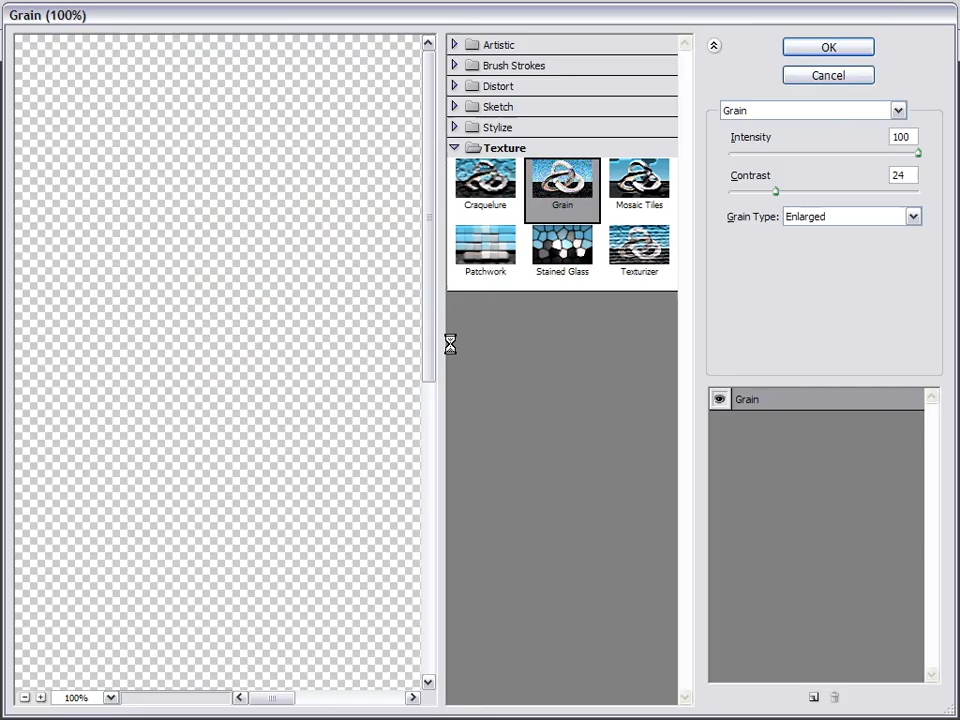 Grain (100%)
Artistic
Brush Strokes
Distort
Sketch
Stylize
Texture
Craquelure
Grain
Mosaic Tiles
Patchwork
Stained Glass
Texturizer
OK
Cancel
Grain
Intensity 100
Contrast 24
Grain Type: Enlarged
Grain
100%